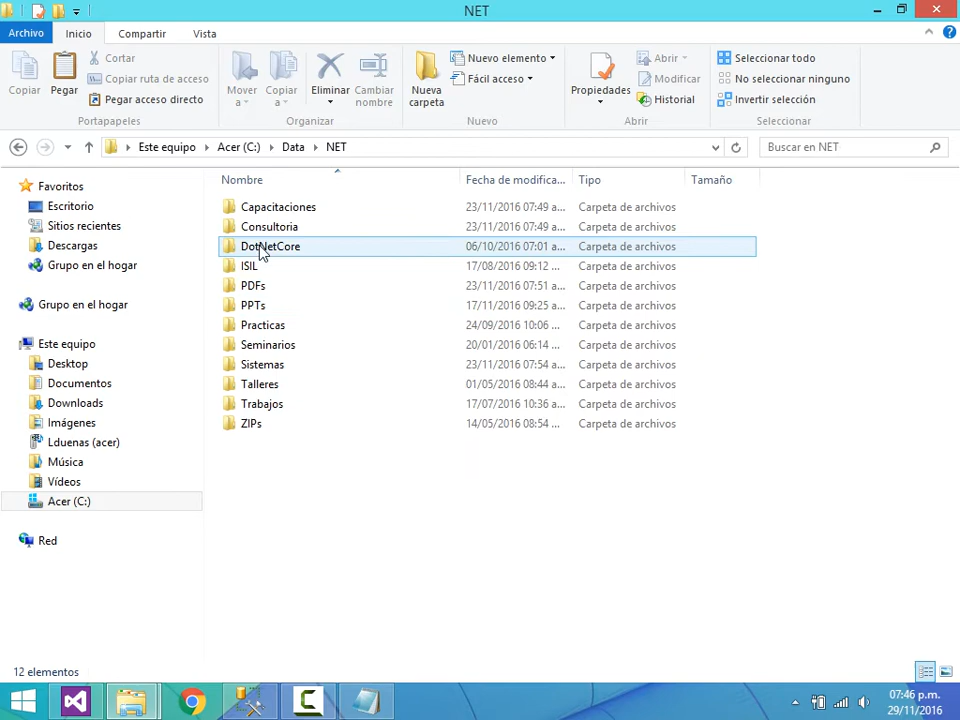 NET
Archivo Inicio Compartir Vista
Copiar
Pegar
Cortar
Copiar ruta de acceso
Pegar acceso directo
Portapapeles
Mover a
Copiar a
Eliminar
Cambiar nombre
Organizar
Nueva carpeta
Nuevo elemento
Fácil acceso
Nuevo
Propiedades
Abrir
Modificar
Historial
Abrir
Seleccionar todo
No seleccionar ninguno
Invertir selección
Seleccionar
Este equipo Acer (C:) Data NET
Buscar en NET
Favoritos
Escritorio
Sitios recientes
Descargas
Grupo en el hogar
Grupo en el hogar
Este equipo
Desktop
Documentos
Downloads
Imágenes
Lduenas (acer)
Música
Vídeos
Acer (C:)
Red
Nombre Fecha de modifica... Tipo Tamaño
Capacitaciones 23/11/2016 07:49 a... Carpeta de archivos
Consultoria 23/11/2016 07:49 a... Carpeta de archivos
DotNetCore 06/10/2016 07:01 a... Carpeta de archivos
ISIL 17/08/2016 09:12 ... Carpeta de archivos
PDFs 23/11/2016 07:51 a... Carpeta de archivos
PPTs 17/11/2016 09:25 a... Carpeta de archivos
Practicas 24/09/2016 10:06 ... Carpeta de archivos
Seminarios 20/01/2016 06:14 ... Carpeta de archivos
Sistemas 23/11/2016 07:54 a... Carpeta de archivos
Talleres 01/05/2016 08:44 a... Carpeta de archivos
Trabajos 17/07/2016 10:36 a... Carpeta de archivos
ZIPs 14/05/2016 08:54 ... Carpeta de archivos
12 elementos
07:46 p.m.
29/11/2016